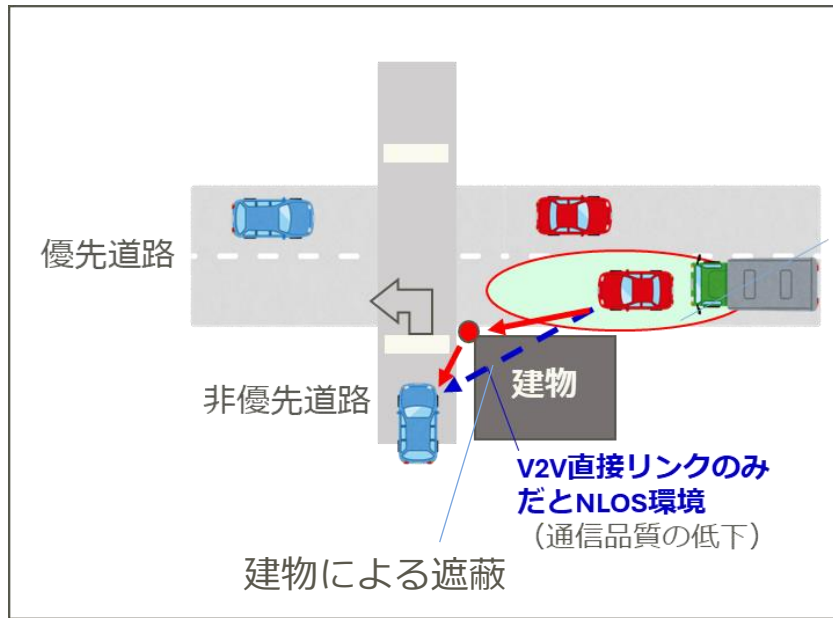 優先道路
非優先道路
建物
V2V直接リンクのみ
だとNLOS環境
（通信品質の低下）
建物による遮蔽